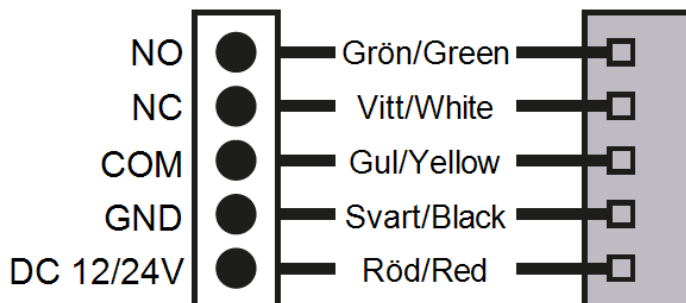 NO Grön/Green
NC Vitt/White
COM Gul/Yellow
GND Svart/Black
DC 12/24V Röd/Red